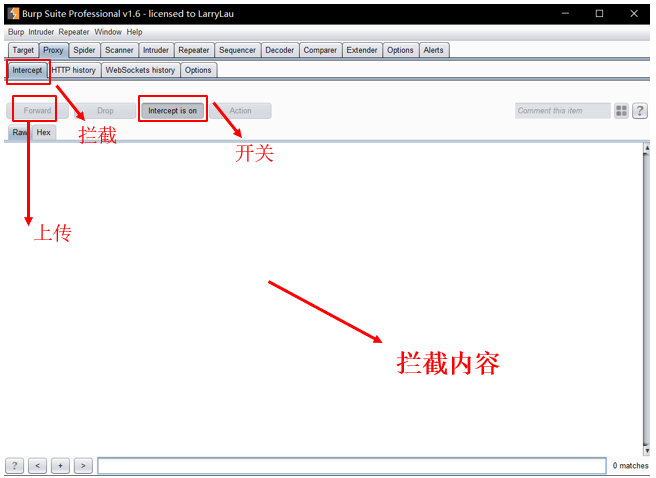 Burp Suite Professional v1.6 - licensed to LarryLau
Burp Intruder Repeater Window Help
Target Proxy Spider Scanner Intruder Repeater Sequencer Decoder Comparer Extender Options Alerts
Intercept HTTP history WebSockets history Options
Forward Drop Intercept is on Action Comment this item ?
Raw Hex
拦截
开关
上传
拦截内容
? < + > 0 matches